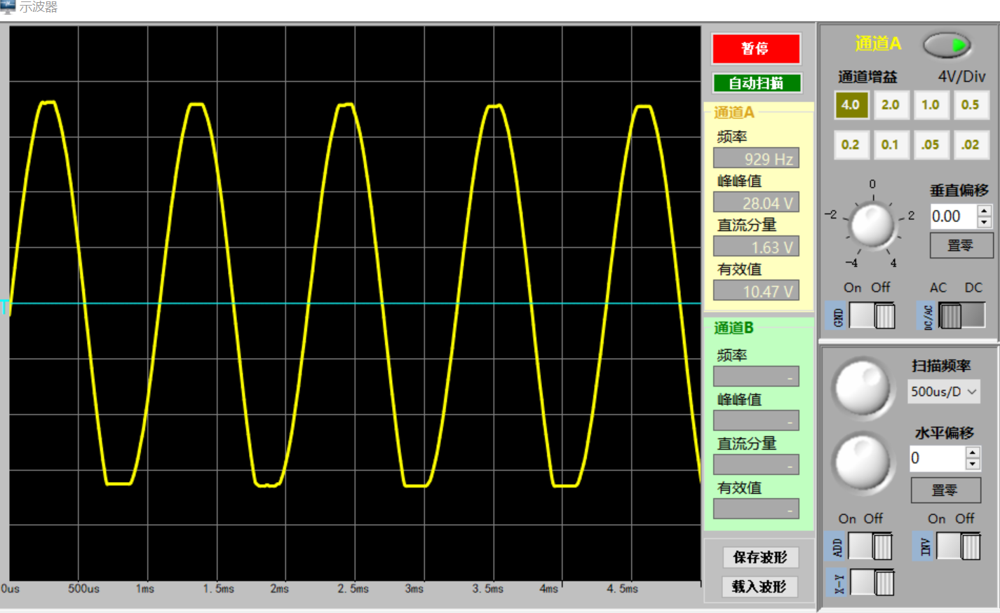 示波器
T
0us 500us 1ms 1.5ms 2ms 2.5ms 3ms 3.5ms 4ms 4.5ms
暂停
自动扫描
通道A
频率
929 Hz
峰峰值
28.04 V
直流分量
1.63 V
有效值
10.47 V
通道B
频率
-
峰峰值
-
直流分量
-
有效值
-
保存波形
载入波形
通道A
通道增益 4V/Div
4.0 2.0 1.0 0.5
0.2 0.1 .05 .02
0
-2 2
-4 4
垂直偏移
0.00
置零
On Off AC DC
GND DC/AC
扫描频率
500us/D
水平偏移
0
置零
On Off On Off
ADD INV
X-Y